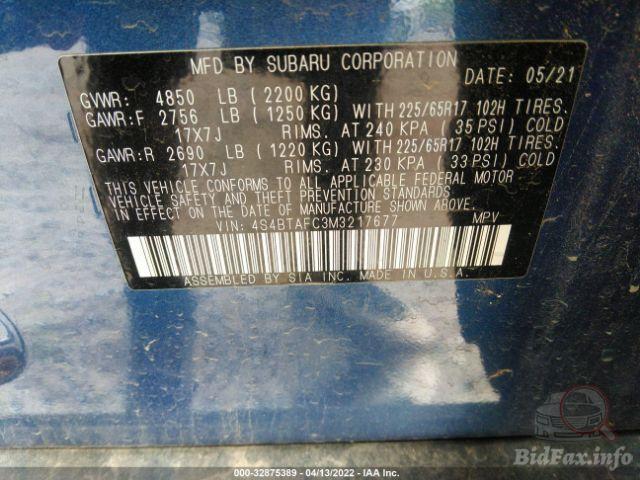 MFD BY SUBARU CORPORATION
DATE: 05/21
GVWR: 4850 LB (2200 KG)
GAWR:F 2756 LB (1250 KG) WITH 225/65R17 102H TIRES.
17X7J RIMS. AT 240 KPA (35 PSI) COLD
GAWR:R 2690 LB (1220 KG) WITH 225/65R17 102H TIRES.
17X7J RIMS. AT 230 KPA (33 PSI) COLD
THIS VEHICLE CONFORMS TO ALL APPLICABLE FEDERAL MOTOR
VEHICLE SAFETY AND THEFT PREVENTION STANDARDS
IN EFFECT ON THE DATE OF MANUFACTURE SHOWN ABOVE.
VIN: 4S4BTAFC3M3217677 MPV
ASSEMBLED BY SIA INC. MADE IN U.S.A.
BidFax.info
000-32875389 - 04/13/2022 - IAA Inc.